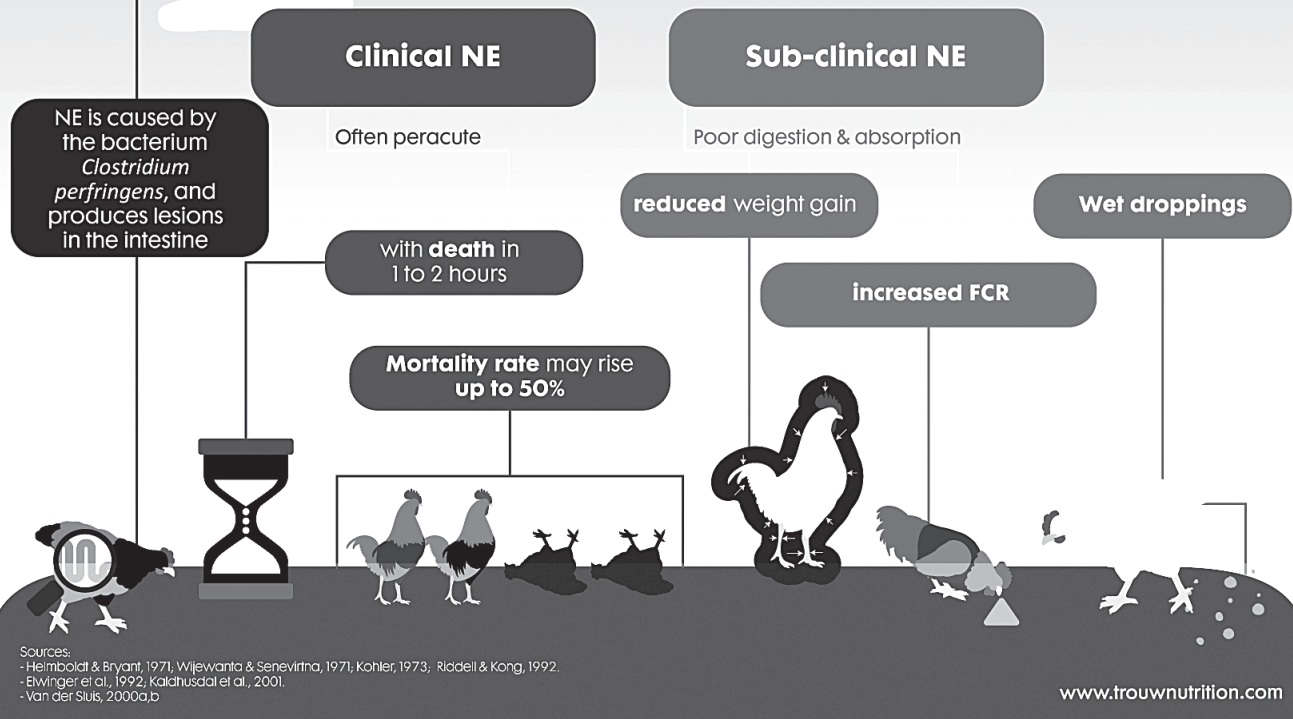 Clinical NE
Sub-clinical NE
NE is caused by
the bacterium
Clostridium
perfringens, and
produces lesions
in the intestine
Often peracute
Poor digestion & absorption
reduced weight gain
Wet droppings
with death in
1 to 2 hours
increased FCR
Mortality rate may rise
up to 50%
Sources:
- Helmboldt & Bryant, 1971; Wijewanta & Senevirtna, 1971; Kohler, 1973; Riddell & Kong, 1992.
- Elwinger et al., 1992; Kaldhusdal et al., 2001.
- Van der Sluis, 2000a,b
www.trouwnutrition.com